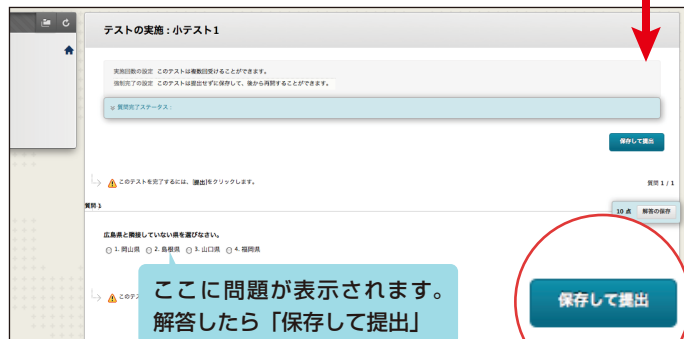 テストの実施 : 小テスト1
実施回数の設定 このテストは複数回受けることができます。
強制完了の設定 このテストは提出せずに保存して、後から再開することができます。
質問完了ステータス :
保存して提出
このテストを完了するには、[提出]をクリックします。
質問 1 / 1
質問 1
10 点 解答の保存
広島県と隣接していない県を選びなさい。
1. 岡山県 2. 島根県 3. 山口県 4. 福岡県
ここに問題が表示されます。
解答したら「保存して提出」
このテ
保存して提出